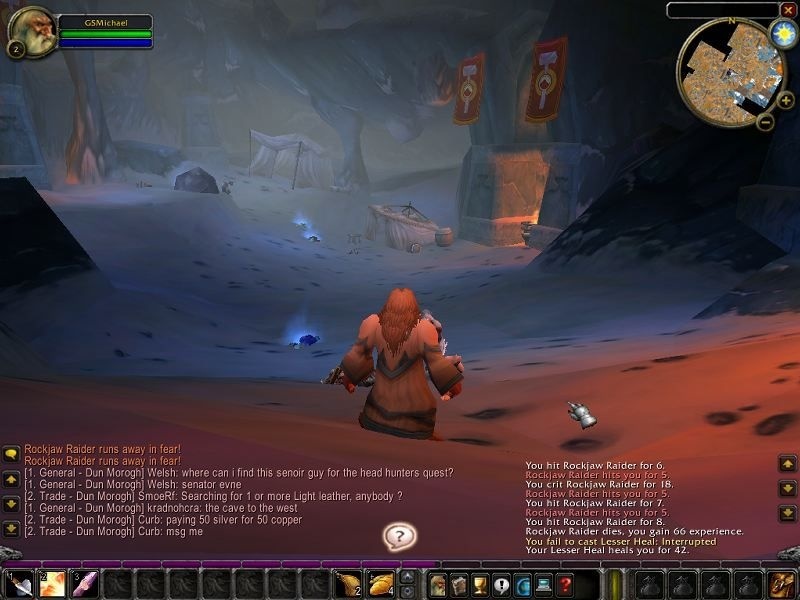 GSMichael
2
N
Rockjaw Raider runs away in fear!
Rockjaw Raider runs away in fear!
[1. General - Dun Morogh] Welsh: where can i find this senoir guy for the head hunters quest?
[1. General - Dun Morogh] Welsh: senator evne
[2. Trade - Dun Morogh] SmoeRf: Searching for 1 or more Light leather, anybody ?
[1. General - Dun Morogh] kradnohcra: the cave to the west
[2. Trade - Dun Morogh] Curb: paying 50 silver for 50 copper
[2. Trade - Dun Morogh] Curb: msg me
You hit Rockjaw Raider for 6.
Rockjaw Raider hits you for 5.
You crit Rockjaw Raider for 18.
Rockjaw Raider hits you for 5.
You hit Rockjaw Raider for 7.
Rockjaw Raider hits you for 5.
You hit Rockjaw Raider for 8.
Rockjaw Raider dies, you gain 66 experience.
You fail to cast Lesser Heal: Interrupted
Your Lesser Heal heals you for 42.
?
1 2 3 2 4 ! ?